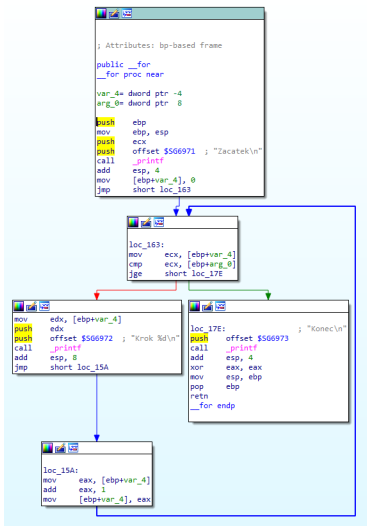 ; Attributes: bp-based frame
public __for
__for proc near
var_4= dword ptr -4
arg_0= dword ptr  8
push    ebp
mov     ebp, esp
push    ecx
push    offset $SG6971  ; "Zacatek\n"
call    _printf
add     esp, 4
mov     [ebp+var_4], 0
jmp     short loc_163
loc_163:
mov     ecx, [ebp+var_4]
cmp     ecx, [ebp+arg_0]
jge     short loc_17E
mov     edx, [ebp+var_4]
push    edx
push    offset $SG6972  ; "Krok %d\n"
call    _printf
add     esp, 8
jmp     short loc_15A
loc_17E:                ; "Konec\n"
push    offset $SG6973
call    _printf
add     esp, 4
xor     eax, eax
mov     esp, ebp
pop     ebp
retn
__for endp
loc_15A:
mov     eax, [ebp+var_4]
add     eax, 1
mov     [ebp+var_4], eax